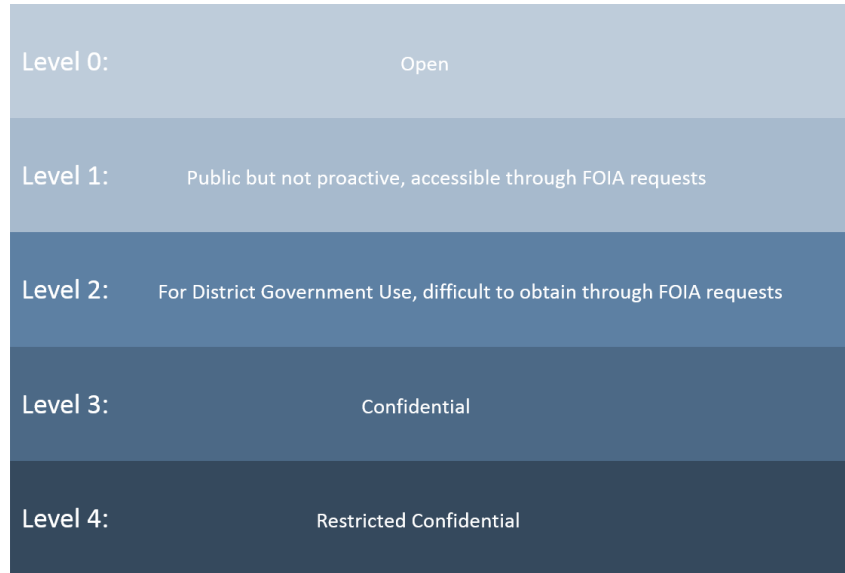 Level 0: Open
Level 1: Public but not proactive, accessible through FOIA requests
Level 2: For District Government Use, difficult to obtain through FOIA requests
Level 3: Confidential
Level 4: Restricted Confidential